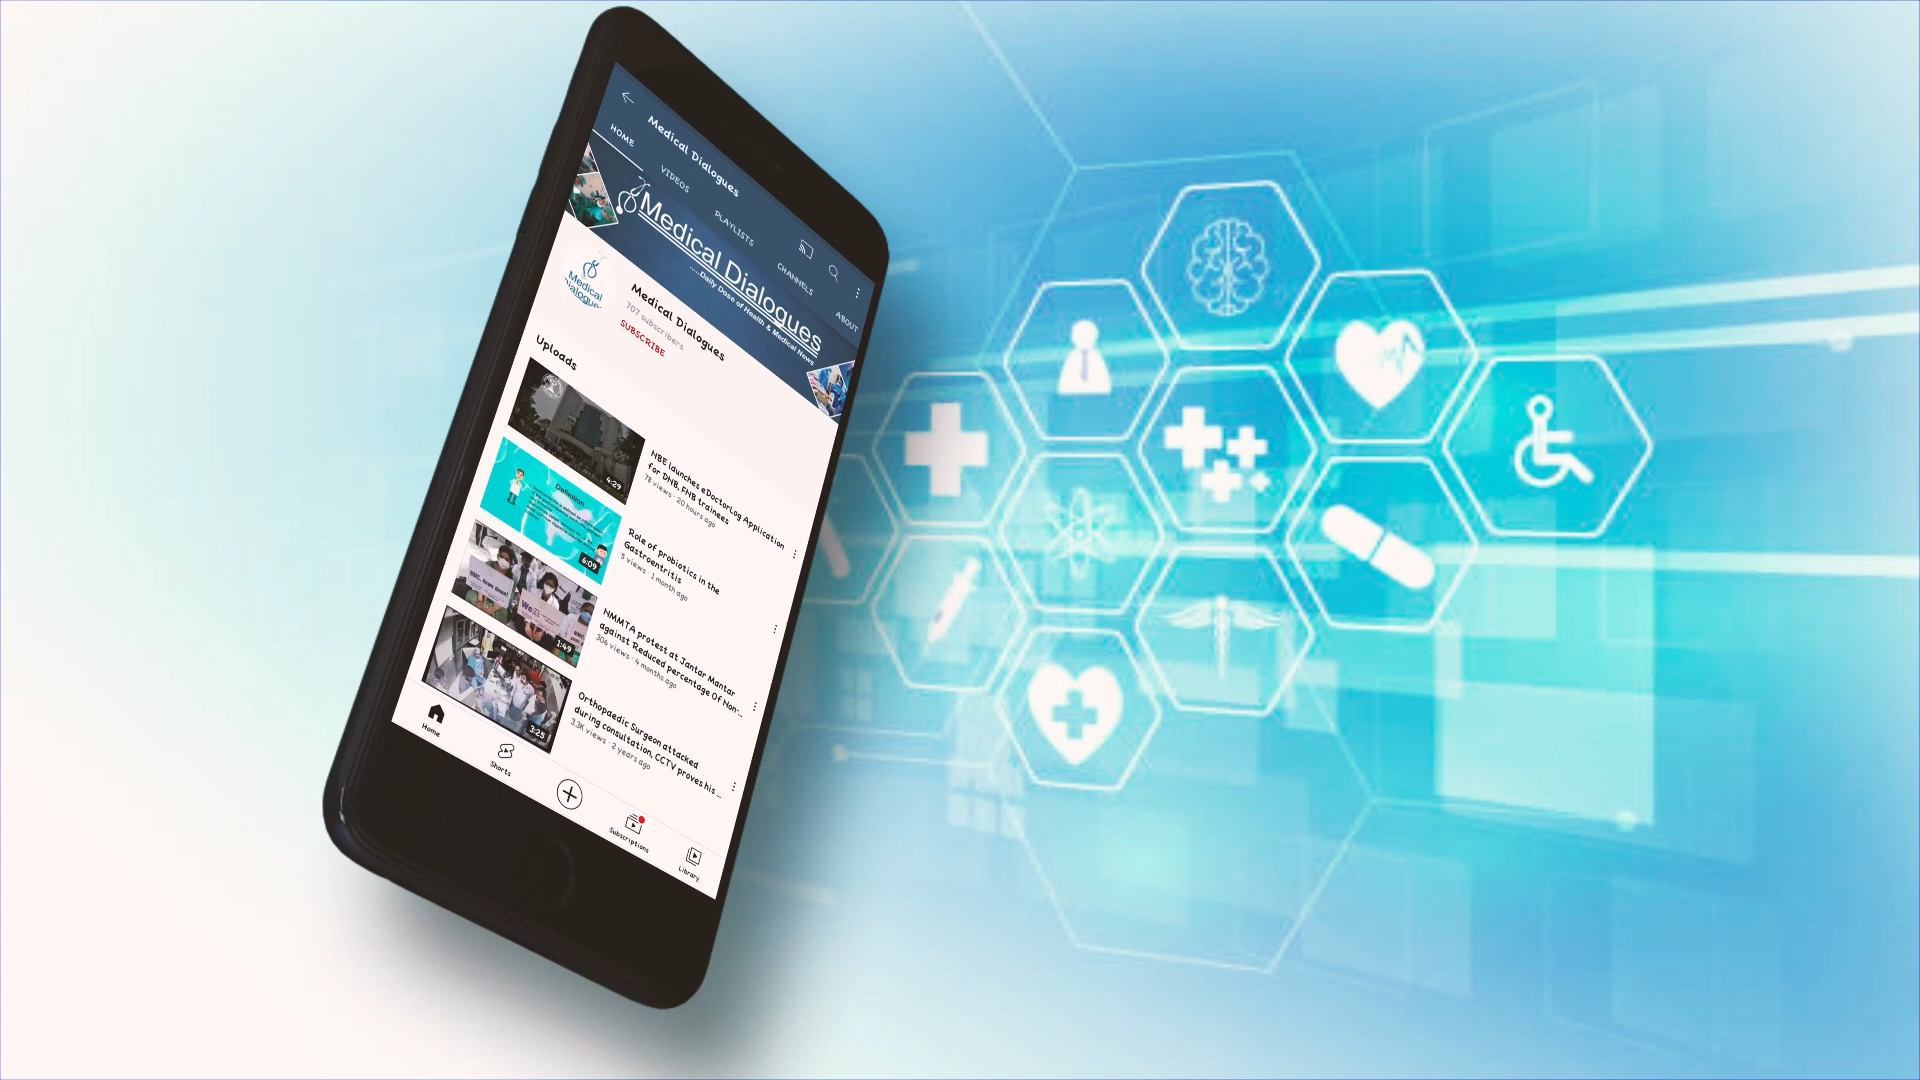 Medical Dialogues
HOME
VIDEOS
PLAYLISTS
CHANNELS
ABOUT
Medical Dialogues
.....Daily Dose of Health & Medical News
Medical
Medical Dialogues
707 subscribers
SUBSCRIBE
Uploads
4:29
NBE launches eDoctorLog Application
for DNB, FNB trainees
78 views · 20 hours ago
Definition
6:09
Role of probiotics in the
Gastroentritis
5 views · 1 month ago
1:49
NMMTA protest at Jantar Mantar
against 'Reduced percentage Of Non-...
306 views · 4 months ago
3:25
Orthopaedic Surgeon attacked
during consultation, CCTV proves his ...
3.3K views · 2 years ago
Home
Shorts
Subscriptions
Library